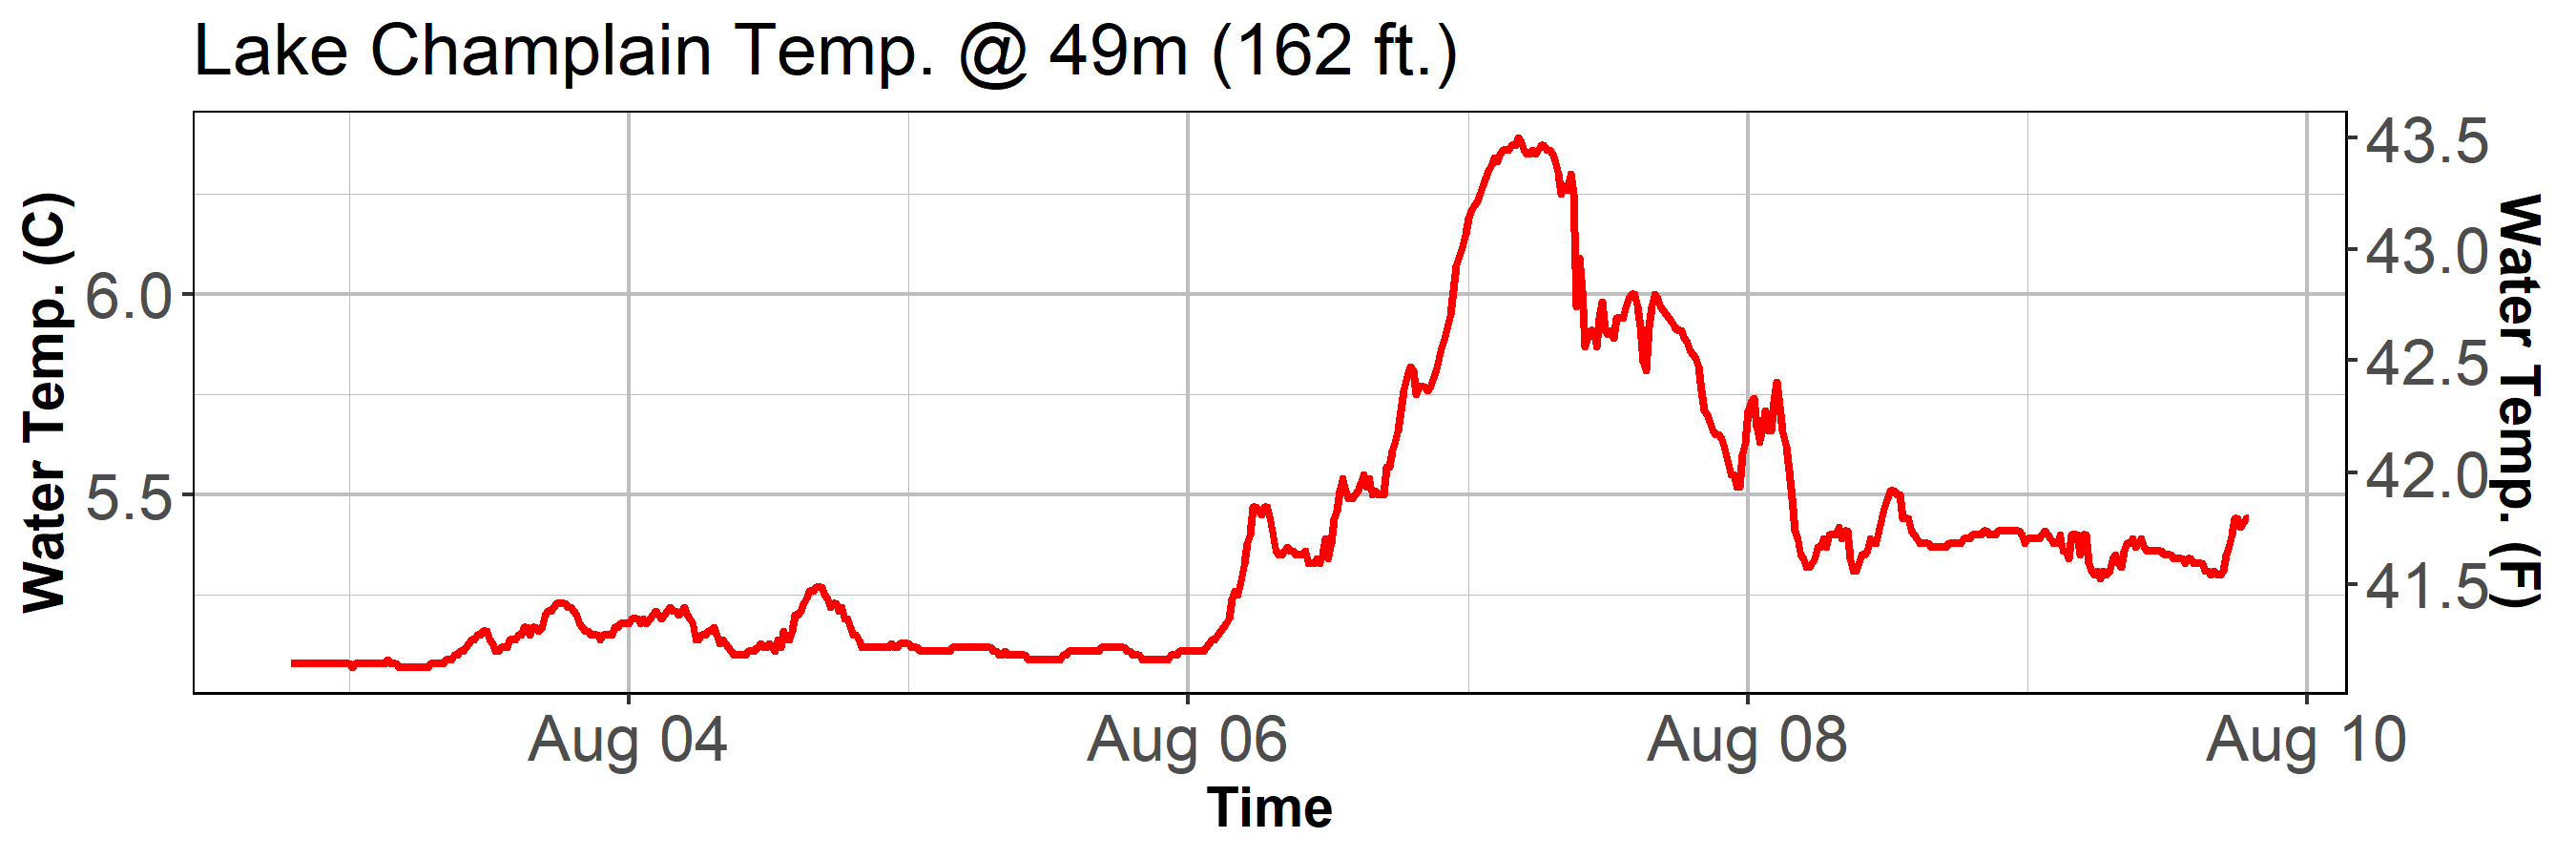 Lake Champlain Temp. @ 49m (162 ft.)
Water Temp. (C)
6.0
5.5
43.5
43.0
42.5
42.0
41.5
Water Temp. (F)
Aug 04
Aug 06
Aug 08
Aug 10
Time